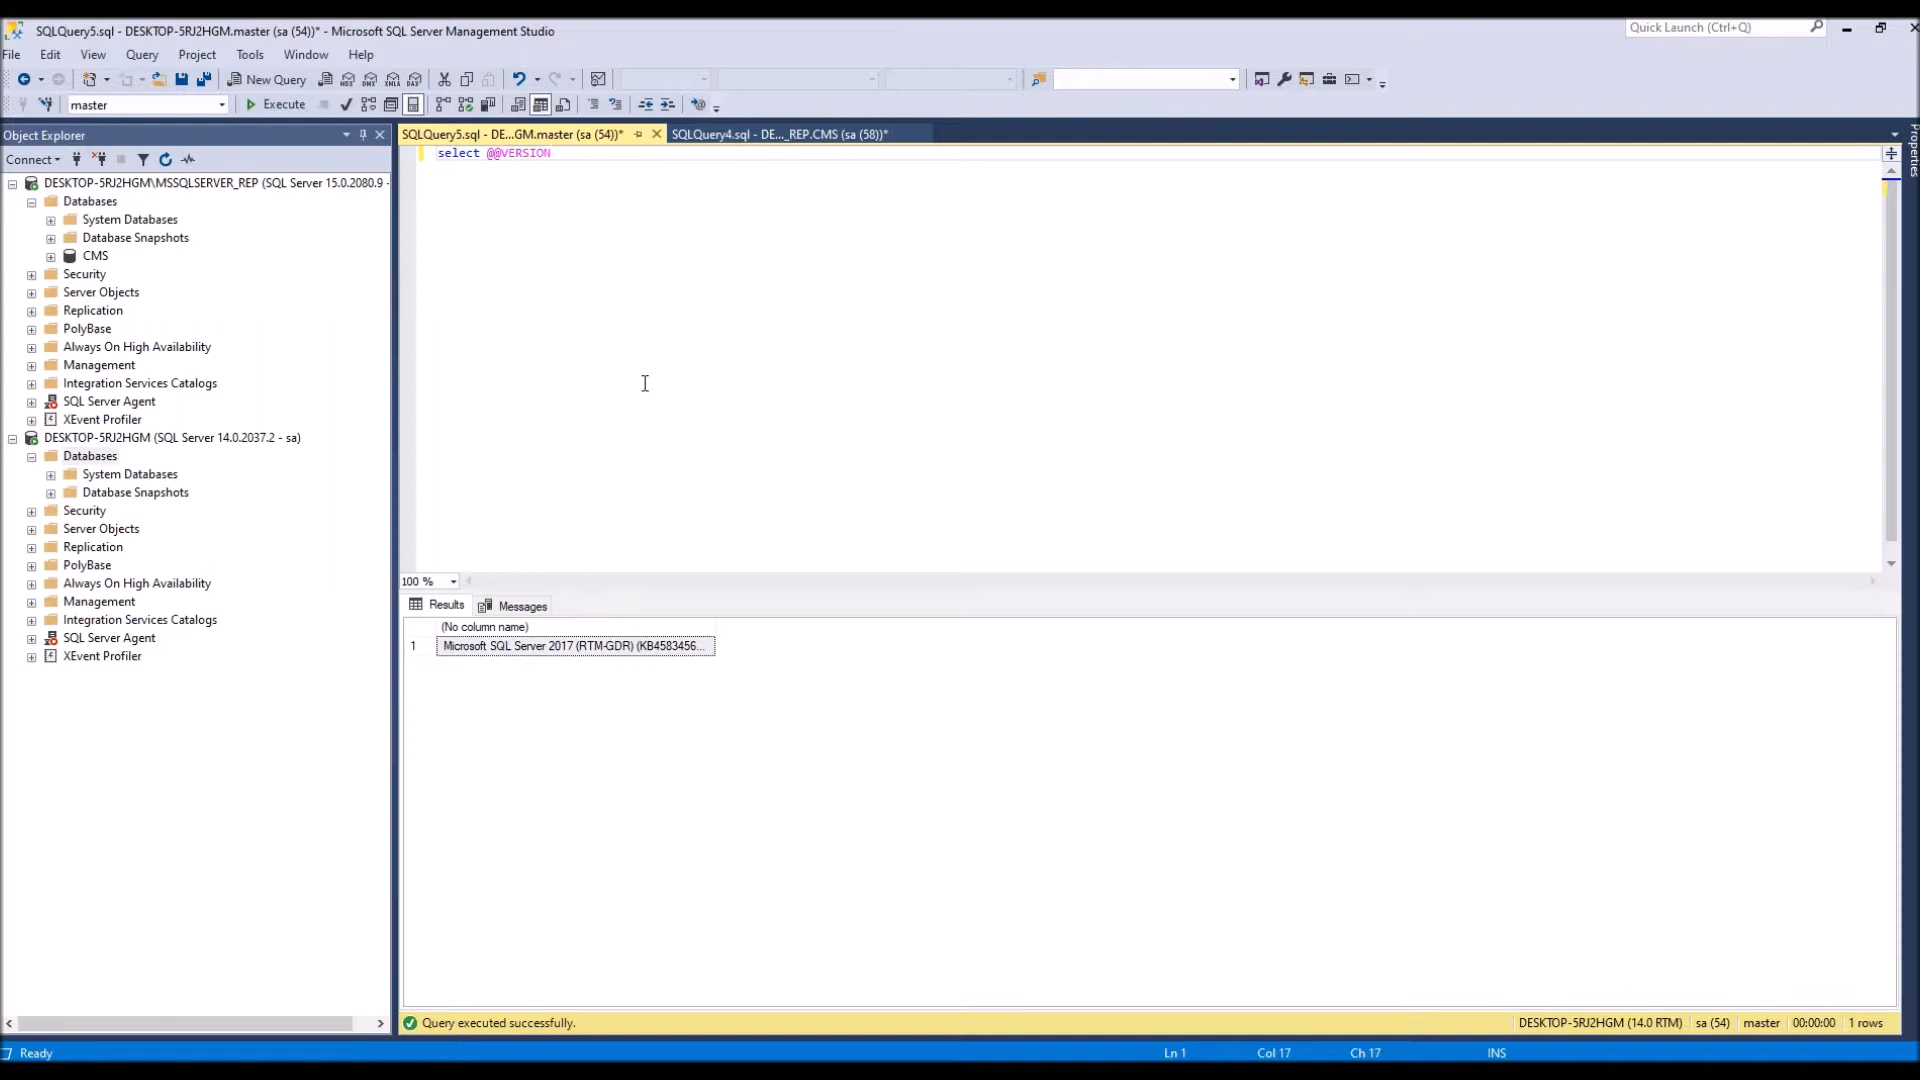 SQLQuery5.sql - DESKTOP-5RJ2HGM.master (sa (54))* - Microsoft SQL Server Management Studio
Quick Launch (Ctrl+Q)
File Edit View Query Project Tools Window Help
New Query
master
Execute
Object Explorer
Connect
DESKTOP-5RJ2HGM\MSSQLSERVER_REP (SQL Server 15.0.2080.9 -
Databases
System Databases
Database Snapshots
CMS
Security
Server Objects
Replication
PolyBase
Always On High Availability
Management
Integration Services Catalogs
SQL Server Agent
XEvent Profiler
DESKTOP-5RJ2HGM (SQL Server 14.0.2037.2 - sa)
Databases
System Databases
Database Snapshots
Security
Server Objects
Replication
PolyBase
Always On High Availability
Management
Integration Services Catalogs
SQL Server Agent
XEvent Profiler
SQLQuery5.sql - DE...GM.master (sa (54))*
SQLQuery4.sql - DE..._REP.CMS (sa (58))*
select @@VERSION
Properties
100 %
Results
Messages
(No column name)
1 Microsoft SQL Server 2017 (RTM-GDR) (KB4583456...
Query executed successfully.
DESKTOP-5RJ2HGM (14.0 RTM) sa (54) master 00:00:00 1 rows
Ready
Ln 1 Col 17 Ch 17 INS